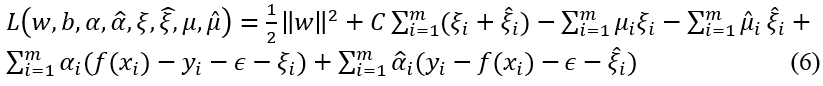 L(w, b, α, α̂, ξ, ξ̂, μ, μ̂) = ½ ‖w‖² + C ∑ᵢ₌₁ᵐ(ξᵢ + ξ̂ᵢ) − ∑ᵢ₌₁ᵐ μᵢξᵢ − ∑ᵢ₌₁ᵐ μ̂ᵢ ξ̂ᵢ +
∑ᵢ₌₁ᵐ αᵢ(f(xᵢ) − yᵢ − ϵ − ξᵢ) + ∑ᵢ₌₁ᵐ α̂ᵢ(yᵢ − f(xᵢ) − ϵ − ξ̂ᵢ) (6)